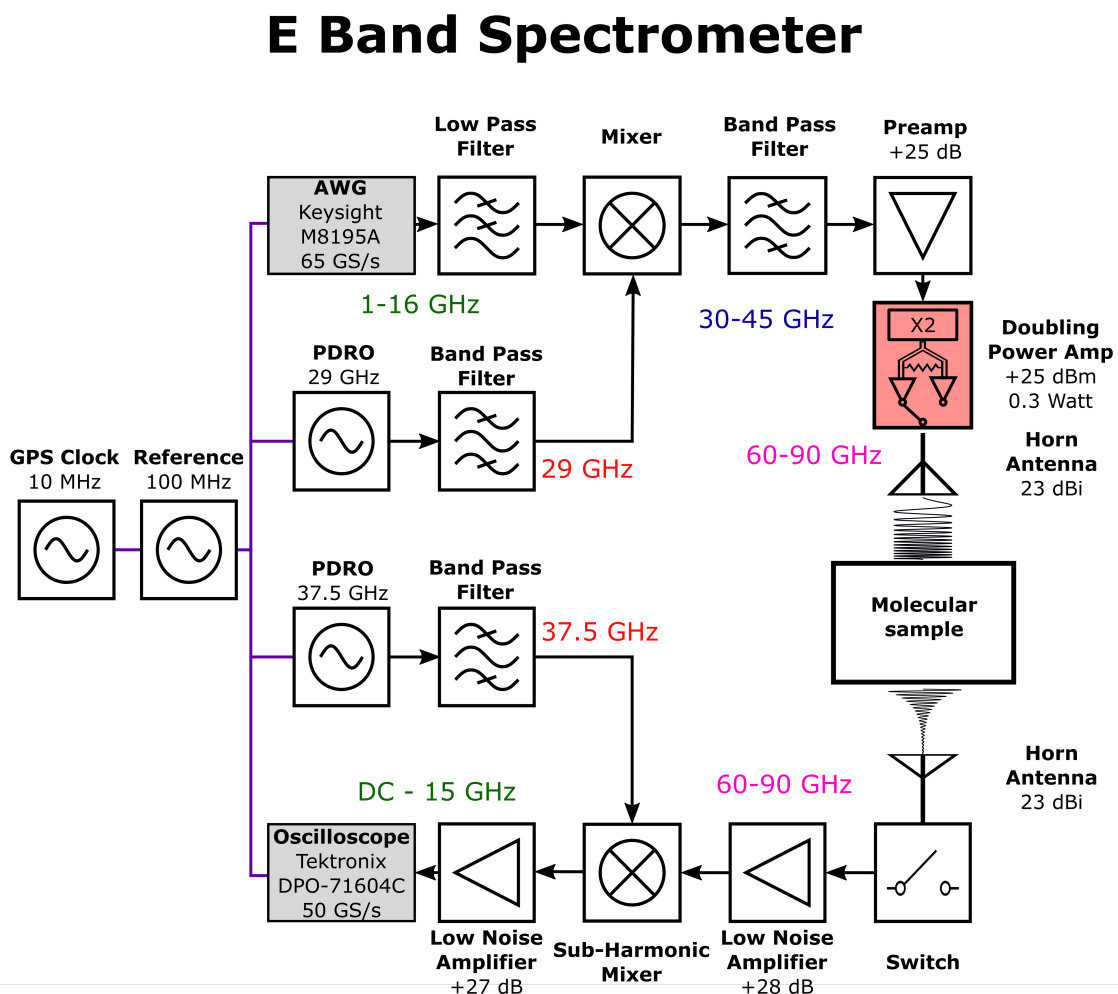 E Band Spectrometer
Low Pass
Filter
Mixer
Band Pass
Filter
Preamp
+25 dB
AWG
Keysight
M8195A
65 GS/s
1-16 GHz
30-45 GHz
X2
Doubling
Power Amp
+25 dBm
0.3 Watt
PDRO
29 GHz
Band Pass
Filter
29 GHz
60-90 GHz
Horn
Antenna
23 dBi
GPS Clock
10 MHz
Reference
100 MHz
PDRO
37.5 GHz
Band Pass
Filter
37.5 GHz
Molecular
sample
DC - 15 GHz
60-90 GHz
Horn
Antenna
23 dBi
Oscilloscope
Tektronix
DPO-71604C
50 GS/s
Low Noise
Amplifier
+27 dB
Sub-Harmonic
Mixer
Low Noise
Amplifier
+28 dB
Switch